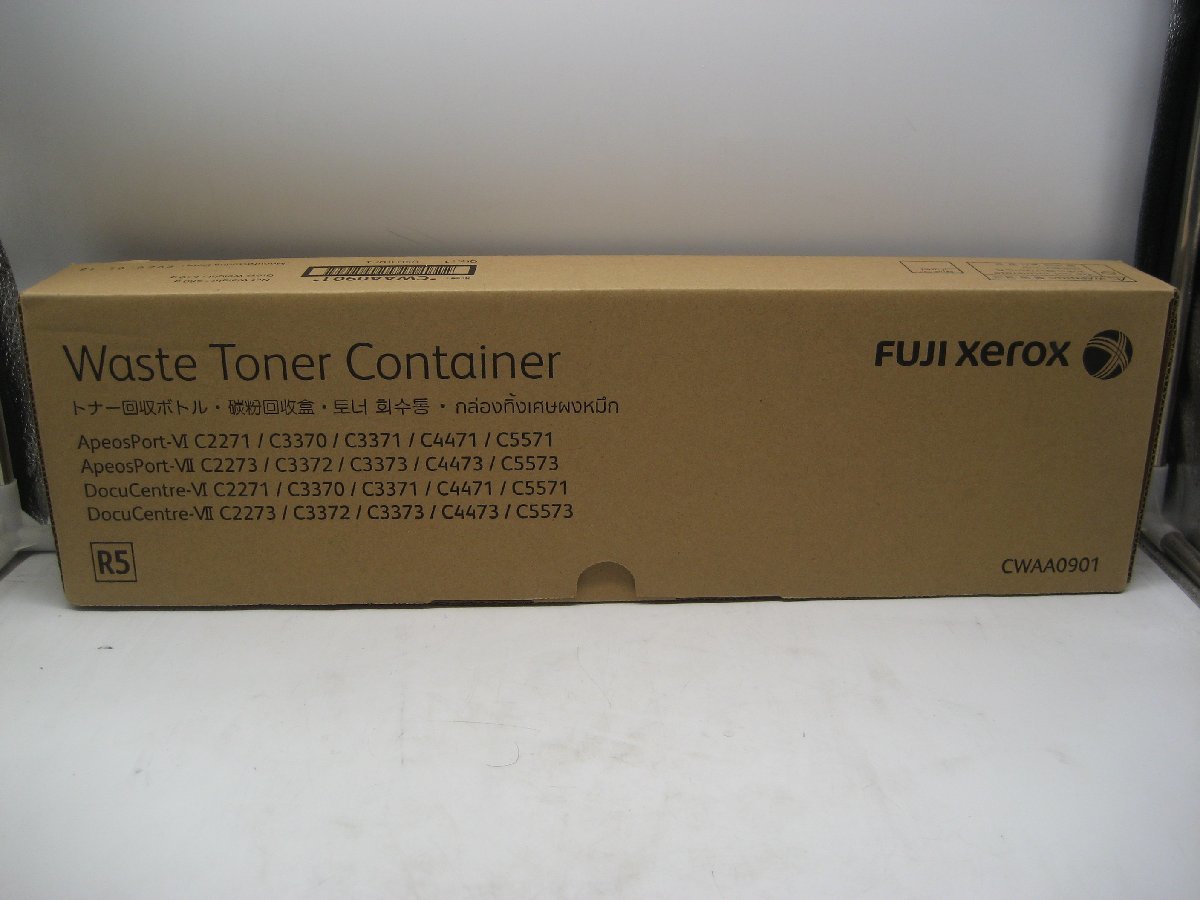 *CWAA0901*
Waste Toner Container
FUJI xerox
トナー回収ボトル・碳粉回收盒・토너 회수통・กล่องทิ้งเศษผงหมึก
ApeosPort-Ⅵ C2271 / C3370 / C3371 / C4471 / C5571
ApeosPort-Ⅶ C2273 / C3372 / C3373 / C4473 / C5573
DocuCentre-Ⅵ C2271 / C3370 / C3371 / C4471 / C5571
DocuCentre-Ⅶ C2273 / C3372 / C3373 / C4473 / C5573
R5
CWAA0901